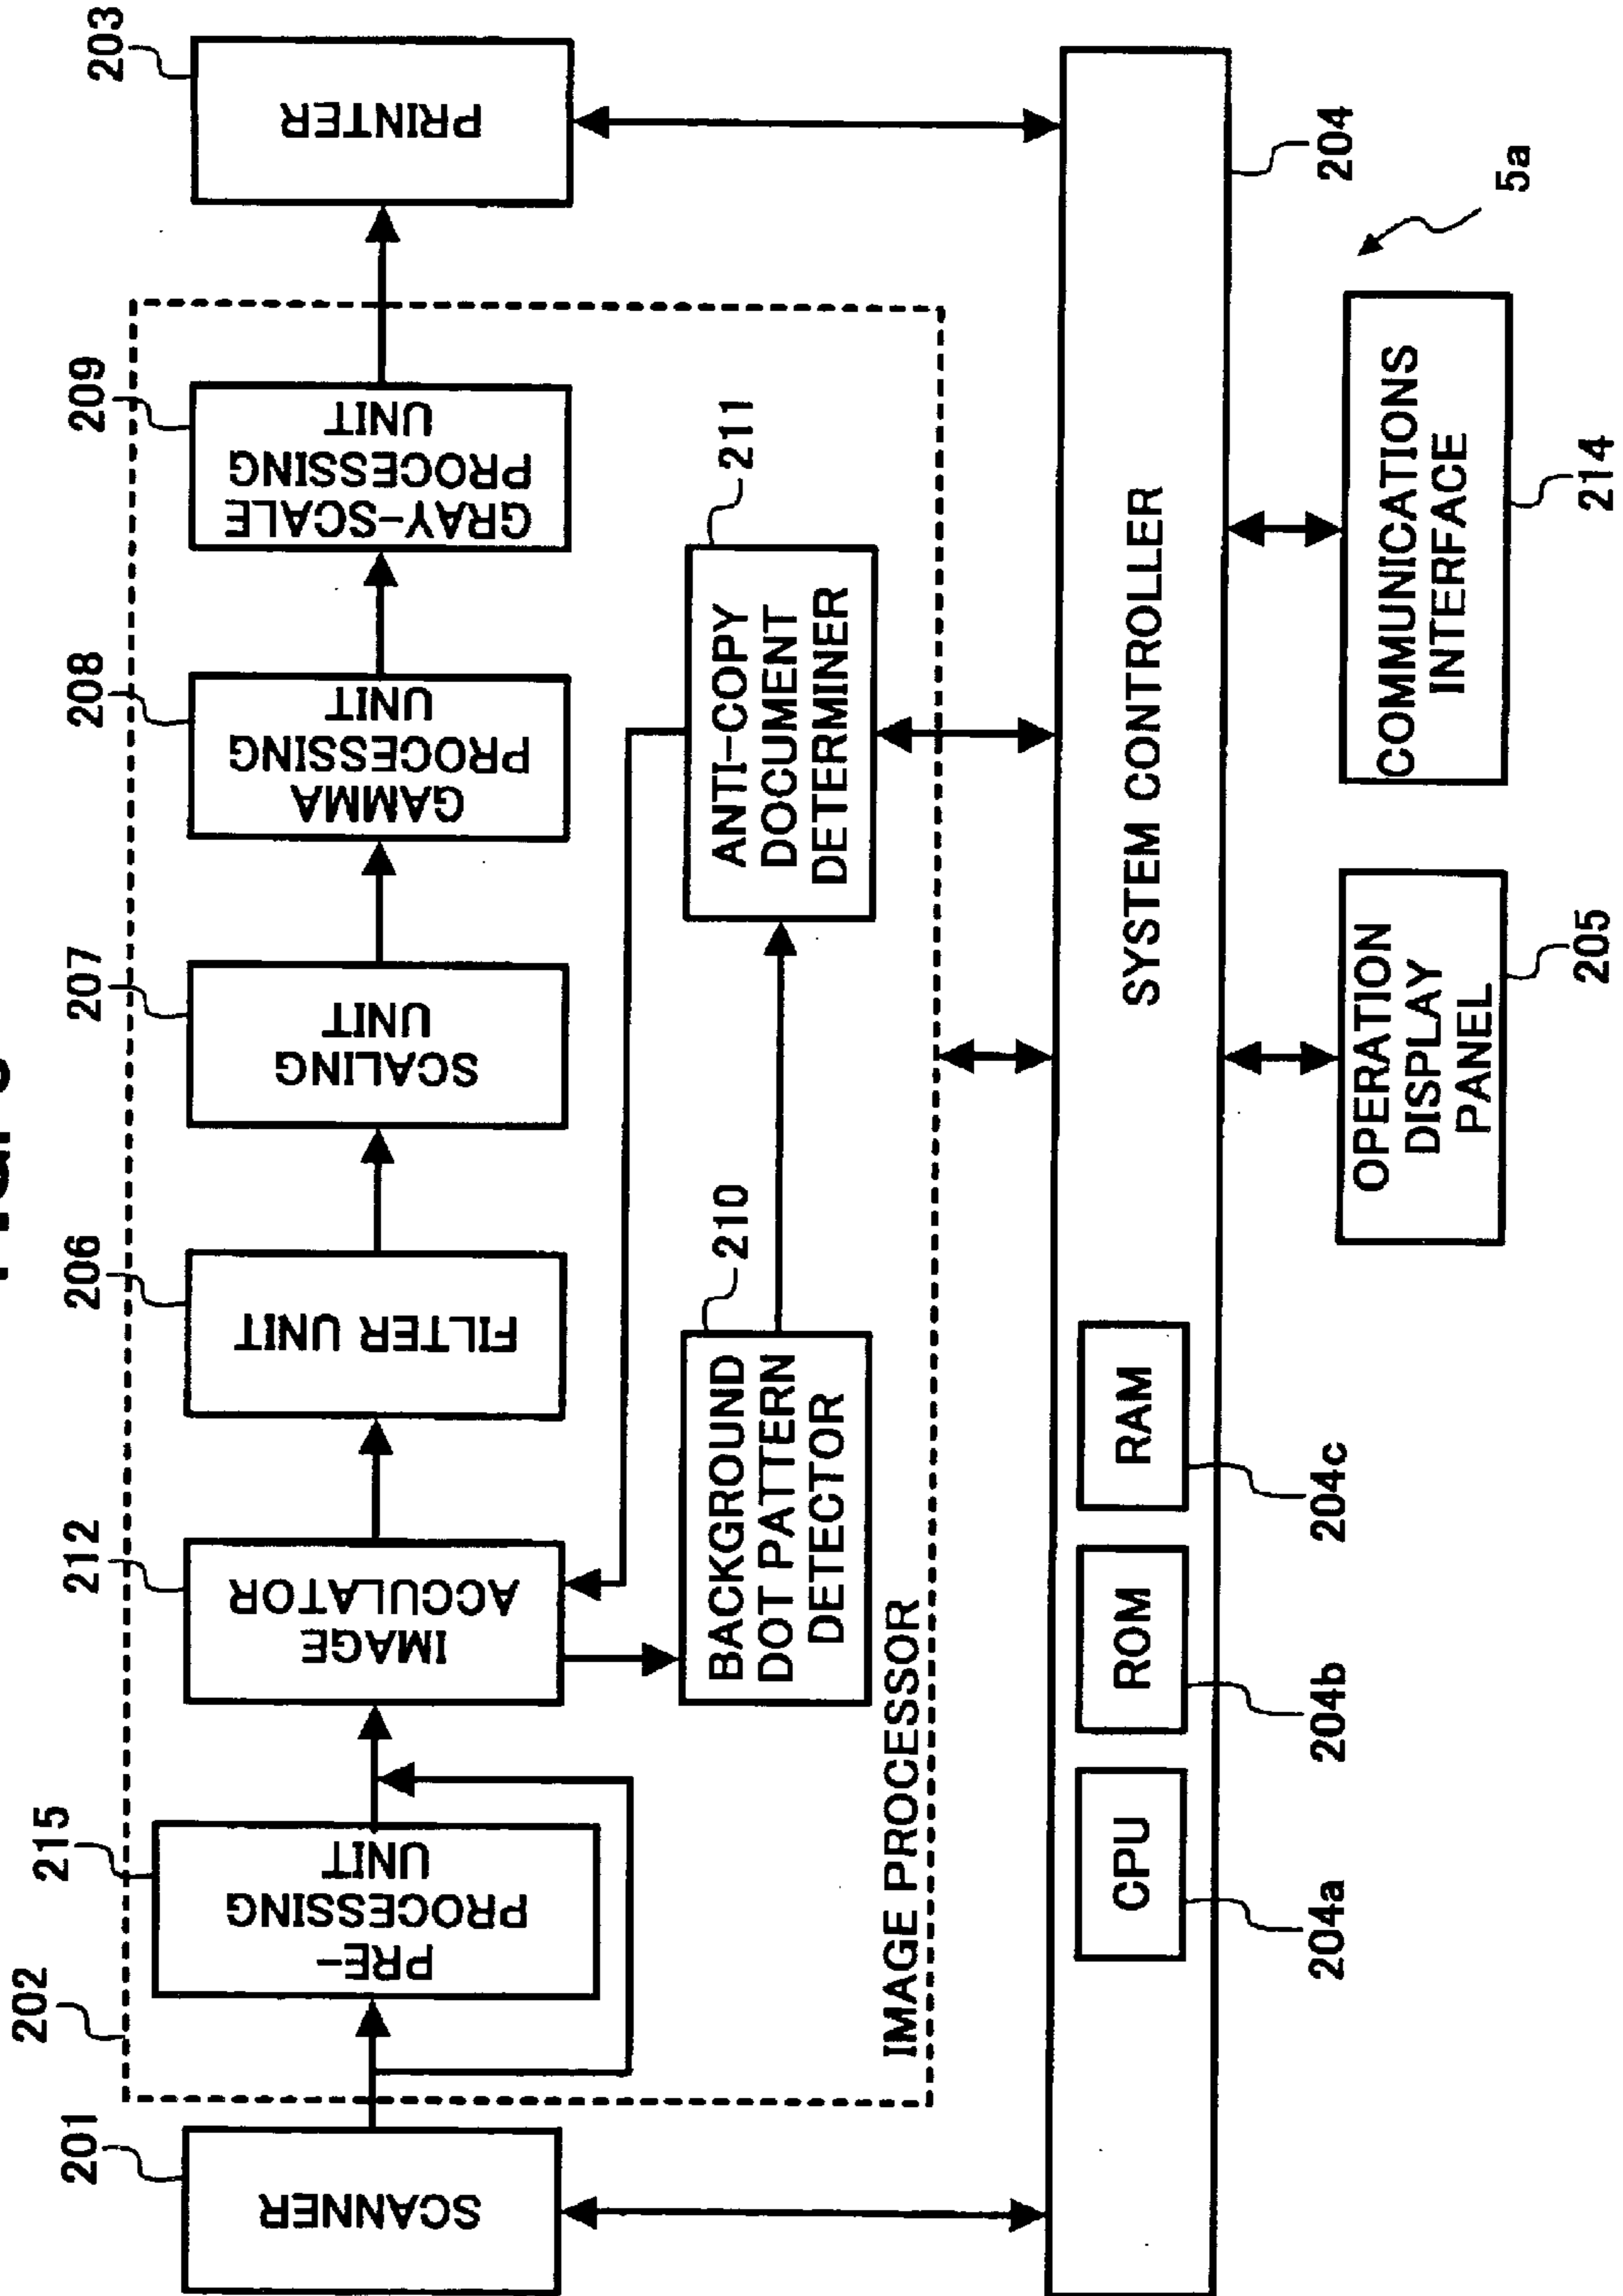 201
202
215
212
206
207
208
209
203
SCANNER
PRE-
PROCESSING
UNIT
IMAGE
ACCULATOR
FILTER UNIT
SCALING
UNIT
GAMMA
PROCESSING
UNIT
GRAY-SCALE
PROCESSING
UNIT
PRINTER
210
211
BACKGROUND
DOT PATTERN
DETECTOR
ANTI-COPY
DOCUMENT
DETERMINER
IMAGE PROCESSOR
CPU
ROM
RAM
SYSTEM CONTROLLER
204a
204b
204c
204
OPERATION
DISPLAY
PANEL
COMMUNICATIONS
INTERFACE
5a
205
214